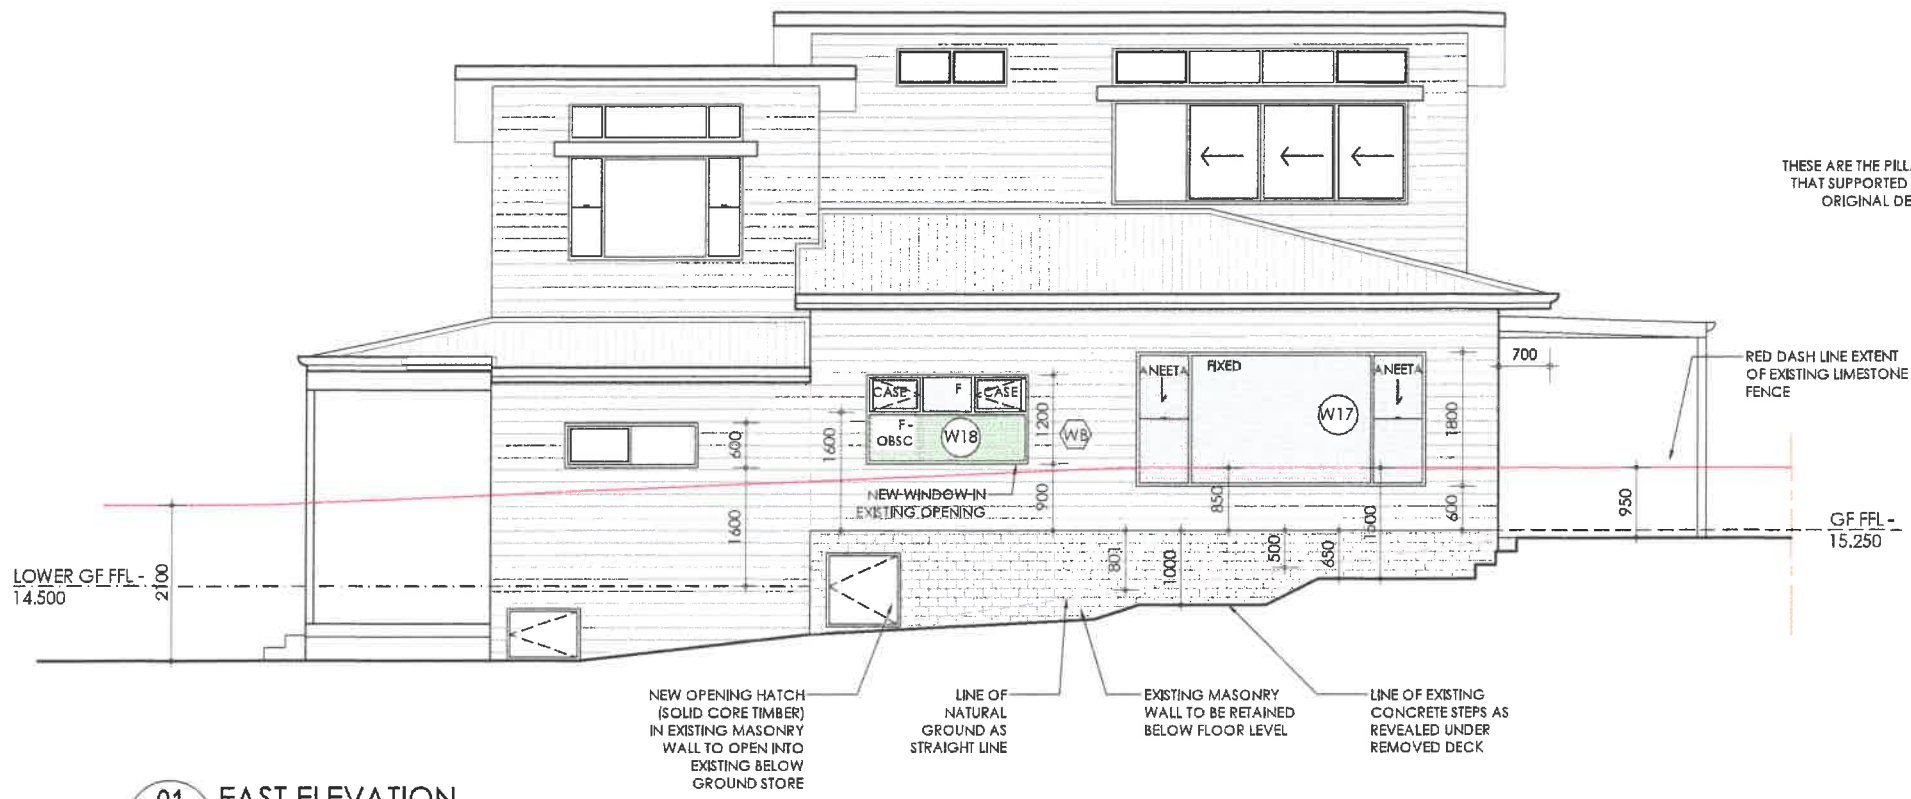 THESE ARE THE
THAT SUPPORTED
ORIGINAL
RED DASH LINE EXTENT
OF EXISTING LIMESTONE
FENCE
700
ANEETA
FIXED
ANEETA
W17
1800
CASE
F
CASE
F-
OBSC
W18
1200
WB
1600
600
NEW WINDOW IN
EXISTING OPENING
900
850
1500
600
950
GF FFL -
15.250
1600
801
1000
500
650
LOWER GF FFL -
14.500
2100
NEW OPENING HATCH
(SOLID CORE TIMBER)
IN EXISTING MASONRY
WALL TO OPEN INTO
EXISTING BELOW
GROUND STORE
LINE OF
NATURAL
GROUND AS
STRAIGHT LINE
EXISTING MASONRY
WALL TO BE RETAINED
BELOW FLOOR LEVEL
LINE OF EXISTING
CONCRETE STEPS AS
REVEALED UNDER
REMOVED DECK
01
EAST ELEVATION